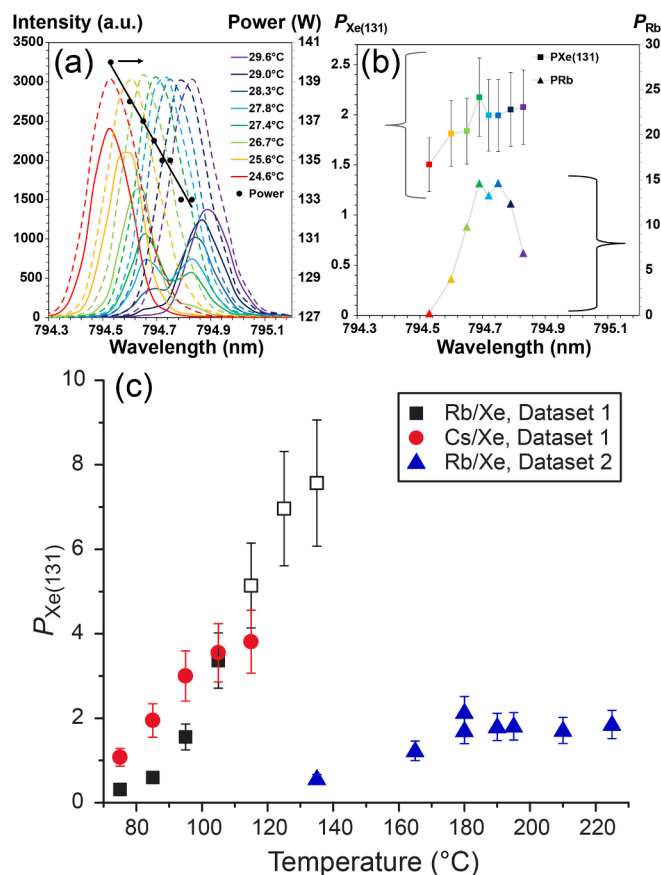 Intensity (a.u.) Power (W)
(a)
3500
3000
2500
2000
1500
1000
500
0
141
139
137
135
133
131
129
127
29.6°C
29.0°C
28.3°C
27.8°C
27.4°C
26.7°C
25.6°C
24.6°C
Power
794.3 794.5 794.7 794.9 795.1
Wavelength (nm)
PXe(131) PRb
(b)
2.5
2
1.5
1
0.5
0
30
25
20
15
10
5
0
PXe(131)
PRb
794.3 794.5 794.7 794.9 795.1
Wavelength (nm)
(c)
10
8
6
4
2
0
PXe(131)
Rb/Xe, Dataset 1
Cs/Xe, Dataset 1
Rb/Xe, Dataset 2
80 100 120 140 160 180 200 220
Temperature (°C)